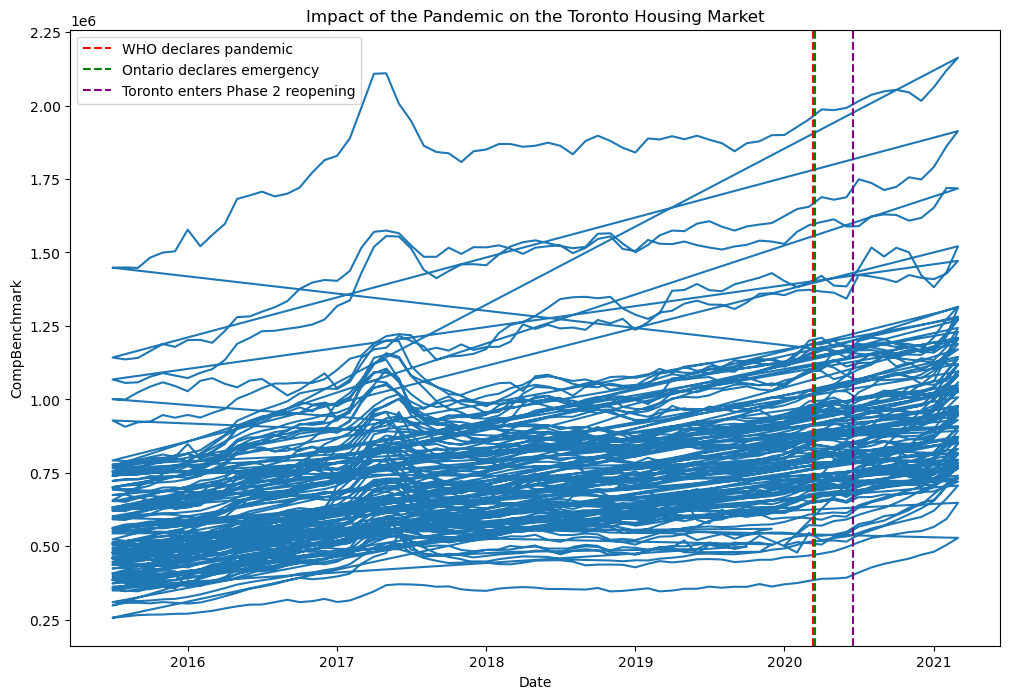 Impact of the Pandemic on the Toronto Housing Market
1e6
2.25
2.00
1.75
1.50
1.25
1.00
0.75
0.50
0.25
CompBenchmark
WHO declares pandemic
Ontario declares emergency
Toronto enters Phase 2 reopening
2016
2017
2018
2019
2020
2021
Date